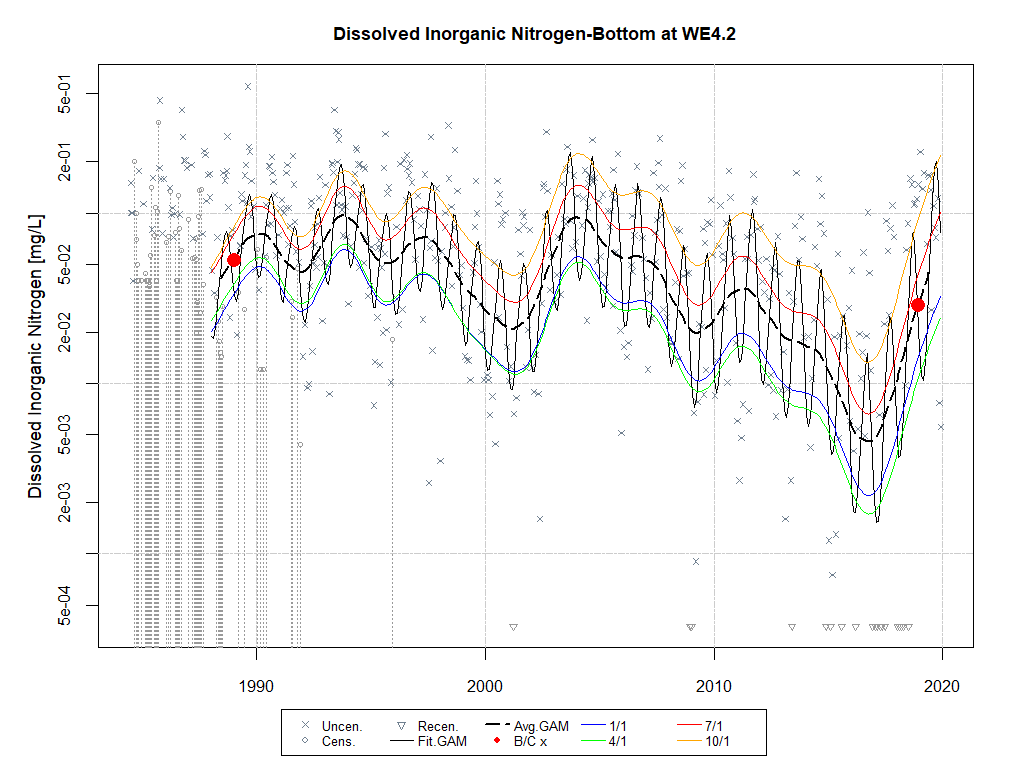 Dissolved Inorganic Nitrogen-Bottom at WE4.2
Dissolved Inorganic Nitrogen [mg/L]
5e-01
2e-01
5e-02
2e-02
5e-03
2e-03
5e-04
1990 2000 2010 2020
Uncen. Recen. Avg.GAM 1/1 7/1
Cens. Fit.GAM B/C x 4/1 10/1